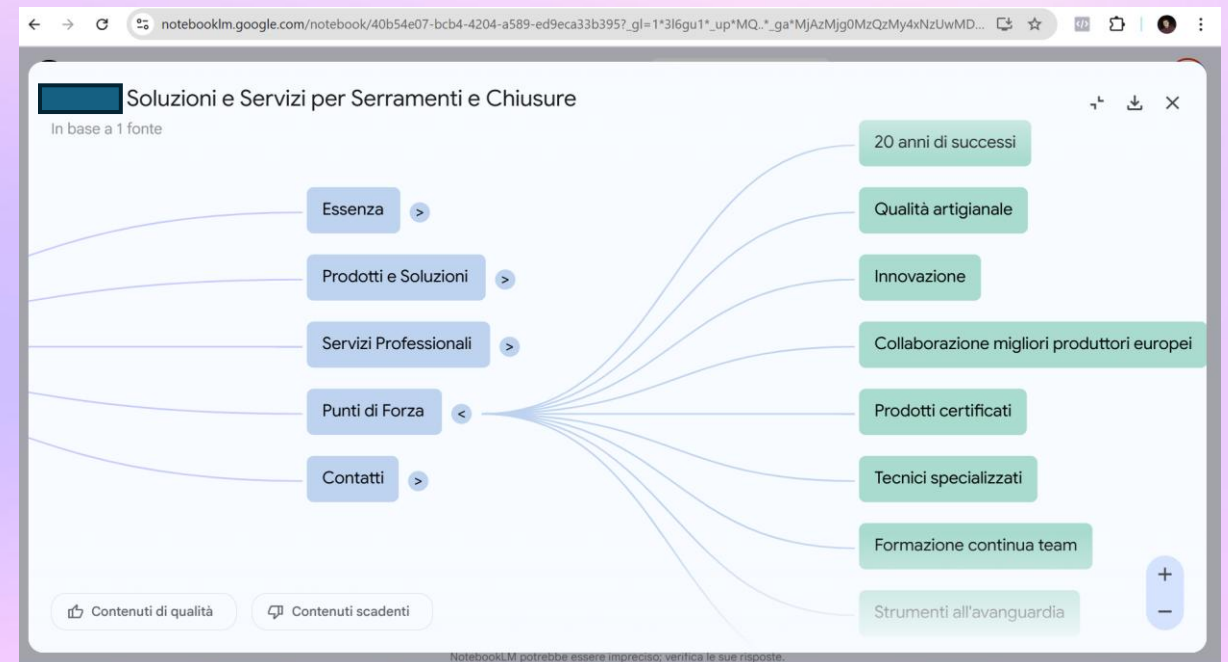 notebooklm.google.com/notebook/40b54e07-bcb4-4204-a589-ed9eca33b395?_gl=1*3l6gu1*_up*MQ..*_ga*MjAzMjg0MzQzMy4xNzUwMD...
Soluzioni e Servizi per Serramenti e Chiusure
In base a 1 fonte
Essenza >
Prodotti e Soluzioni >
Servizi Professionali >
Punti di Forza <
Contatti >
20 anni di successi
Qualità artigianale
Innovazione
Collaborazione migliori produttori europei
Prodotti certificati
Tecnici specializzati
Formazione continua team
Strumenti all'avanguardia
+
−
Contenuti di qualità
Contenuti scadenti
NotebookLM potrebbe essere impreciso; verifica le sue risposte.